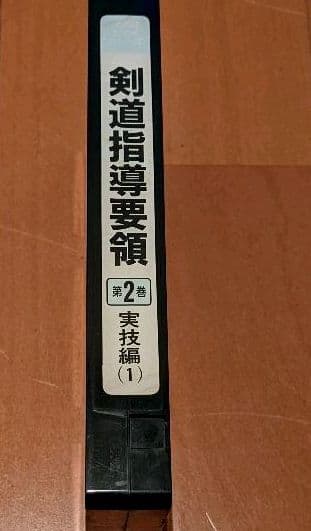 剣道指導要領
第2巻
実技編
(1)